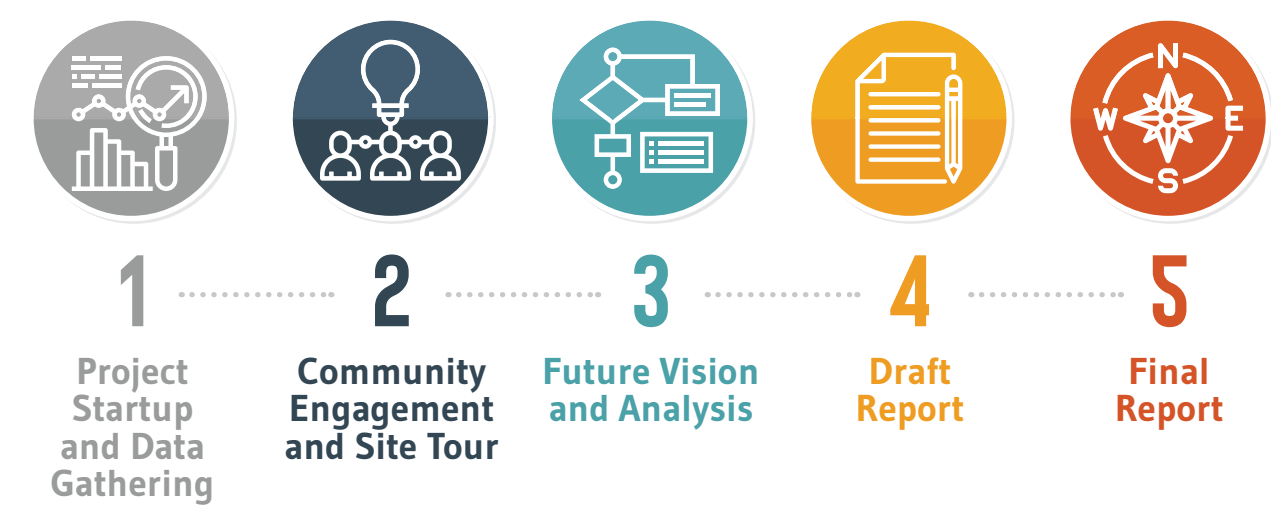 N
W
E
S
1
2
3
4
5
Project
Startup
and Data
Gathering
Community
Engagement
and Site Tour
Future Vision
and Analysis
Draft
Report
Final
Report